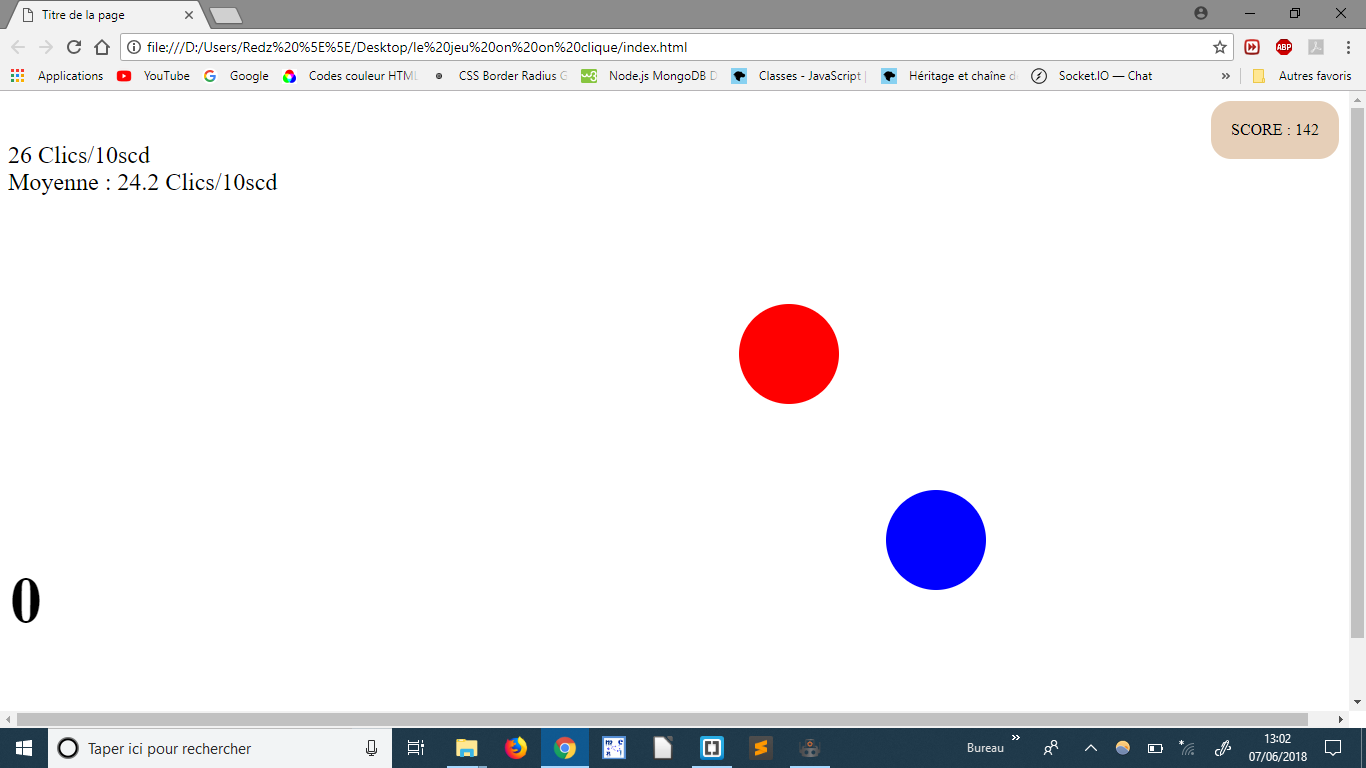 Titre de la page
file:///D:/Users/Redz%20%5E%5E/Desktop/le%20jeu%20on%20on%20clique/index.html
ABP
Applications YouTube Google Codes couleur HTML CSS Border Radius G Node.js MongoDB D Classes - JavaScript | Héritage et chaîne d Socket.IO — Chat » Autres favoris
SCORE : 142
26 Clics/10scd
Moyenne : 24.2 Clics/10scd
0
Taper ici pour rechercher
Bureau »
13:02
07/06/2018